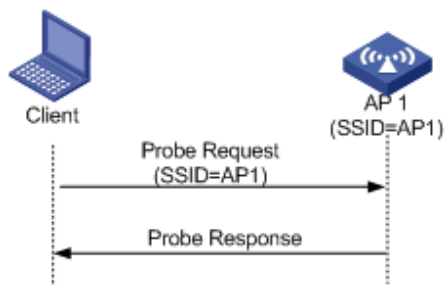 Client
AP 1
(SSID=AP1)
Probe Request
(SSID=AP1)
Probe Response